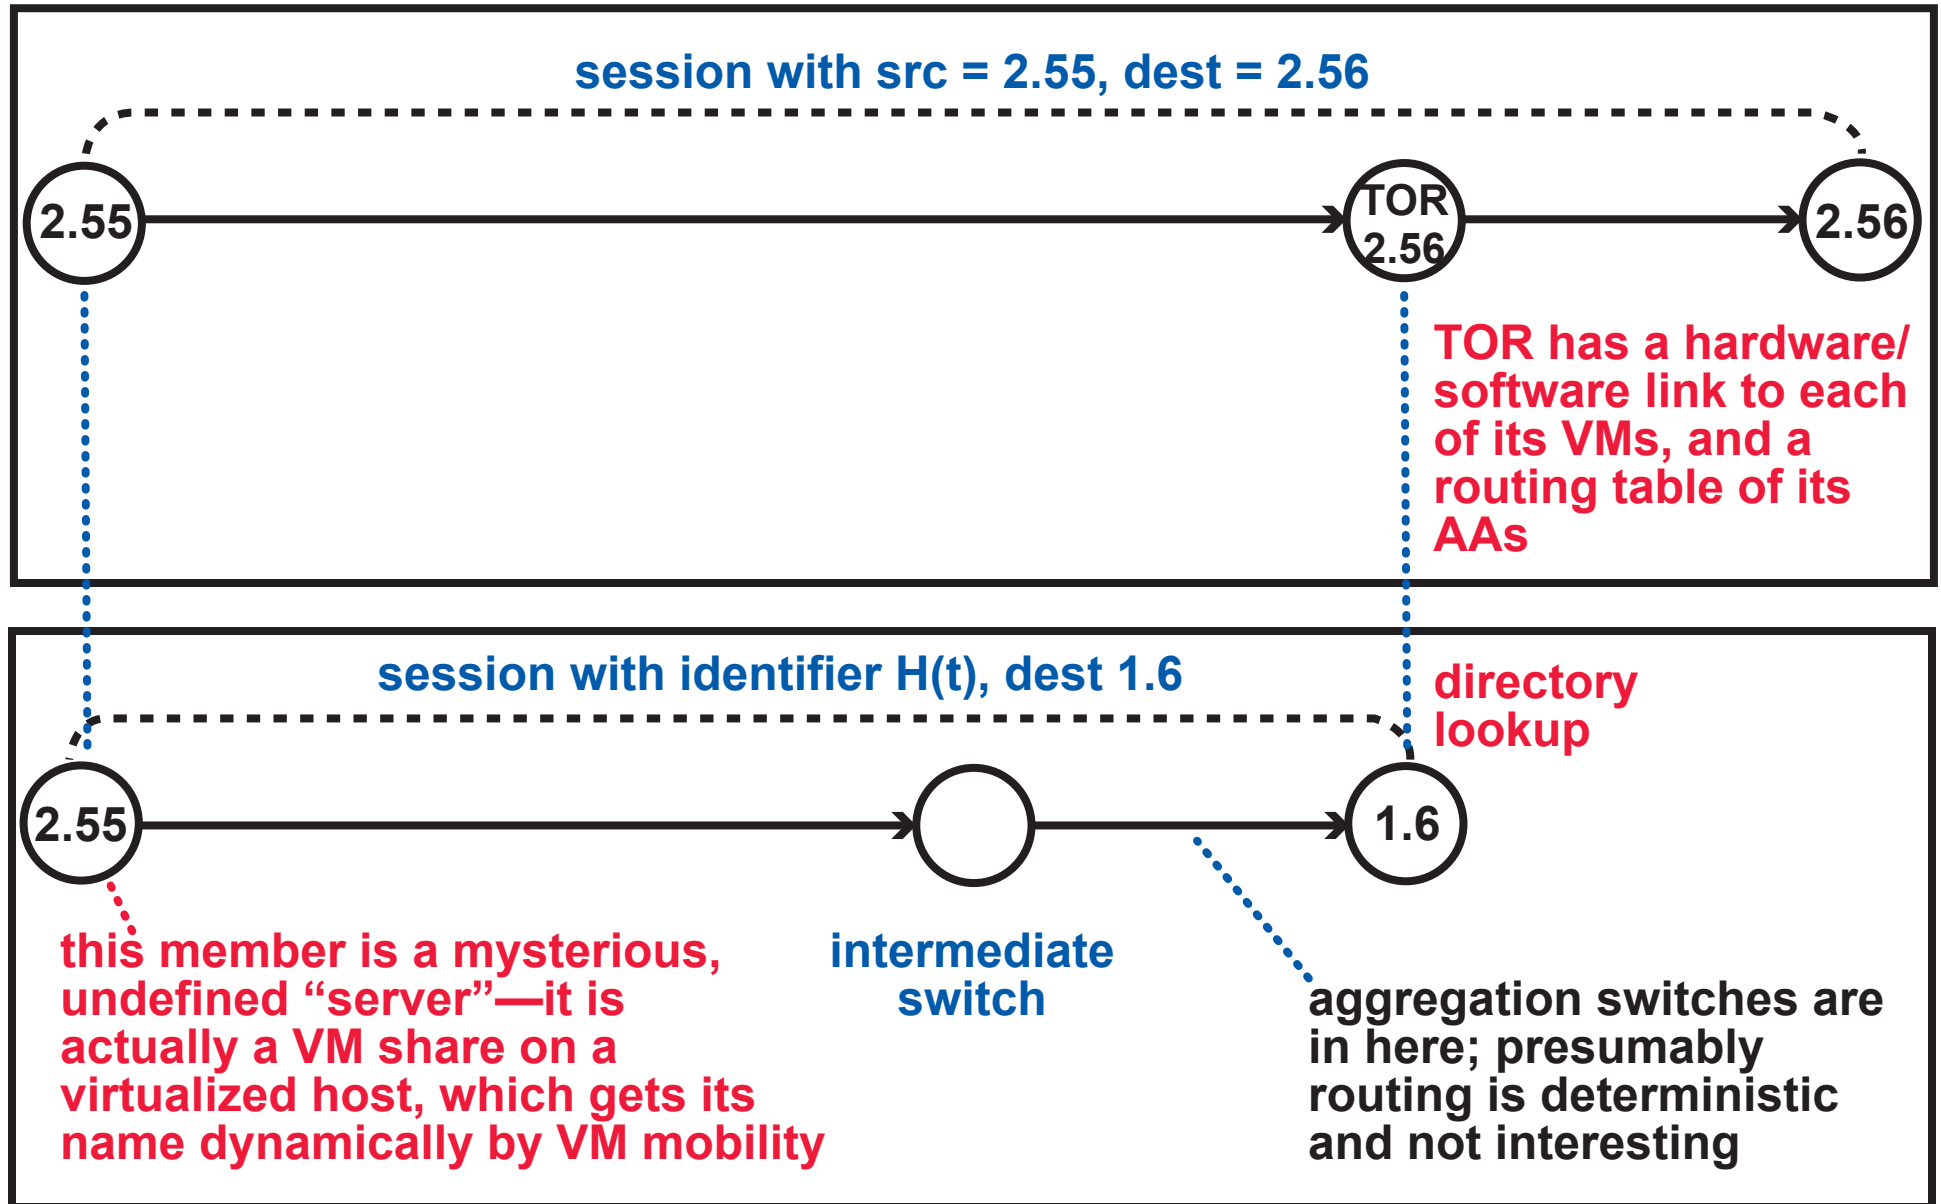 session with src = 2.55, dest = 2.56
2.55
TOR
2.56
2.56
TOR has a hardware/
software link to each
of its VMs, and a
routing table of its
AAs
session with identifier H(t), dest 1.6
directory
lookup
2.55
1.6
this member is a mysterious,
undefined “server”—it is
actually a VM share on a
virtualized host, which gets its
name dynamically by VM mobility
intermediate
switch
aggregation switches are
in here; presumably
routing is deterministic
and not interesting